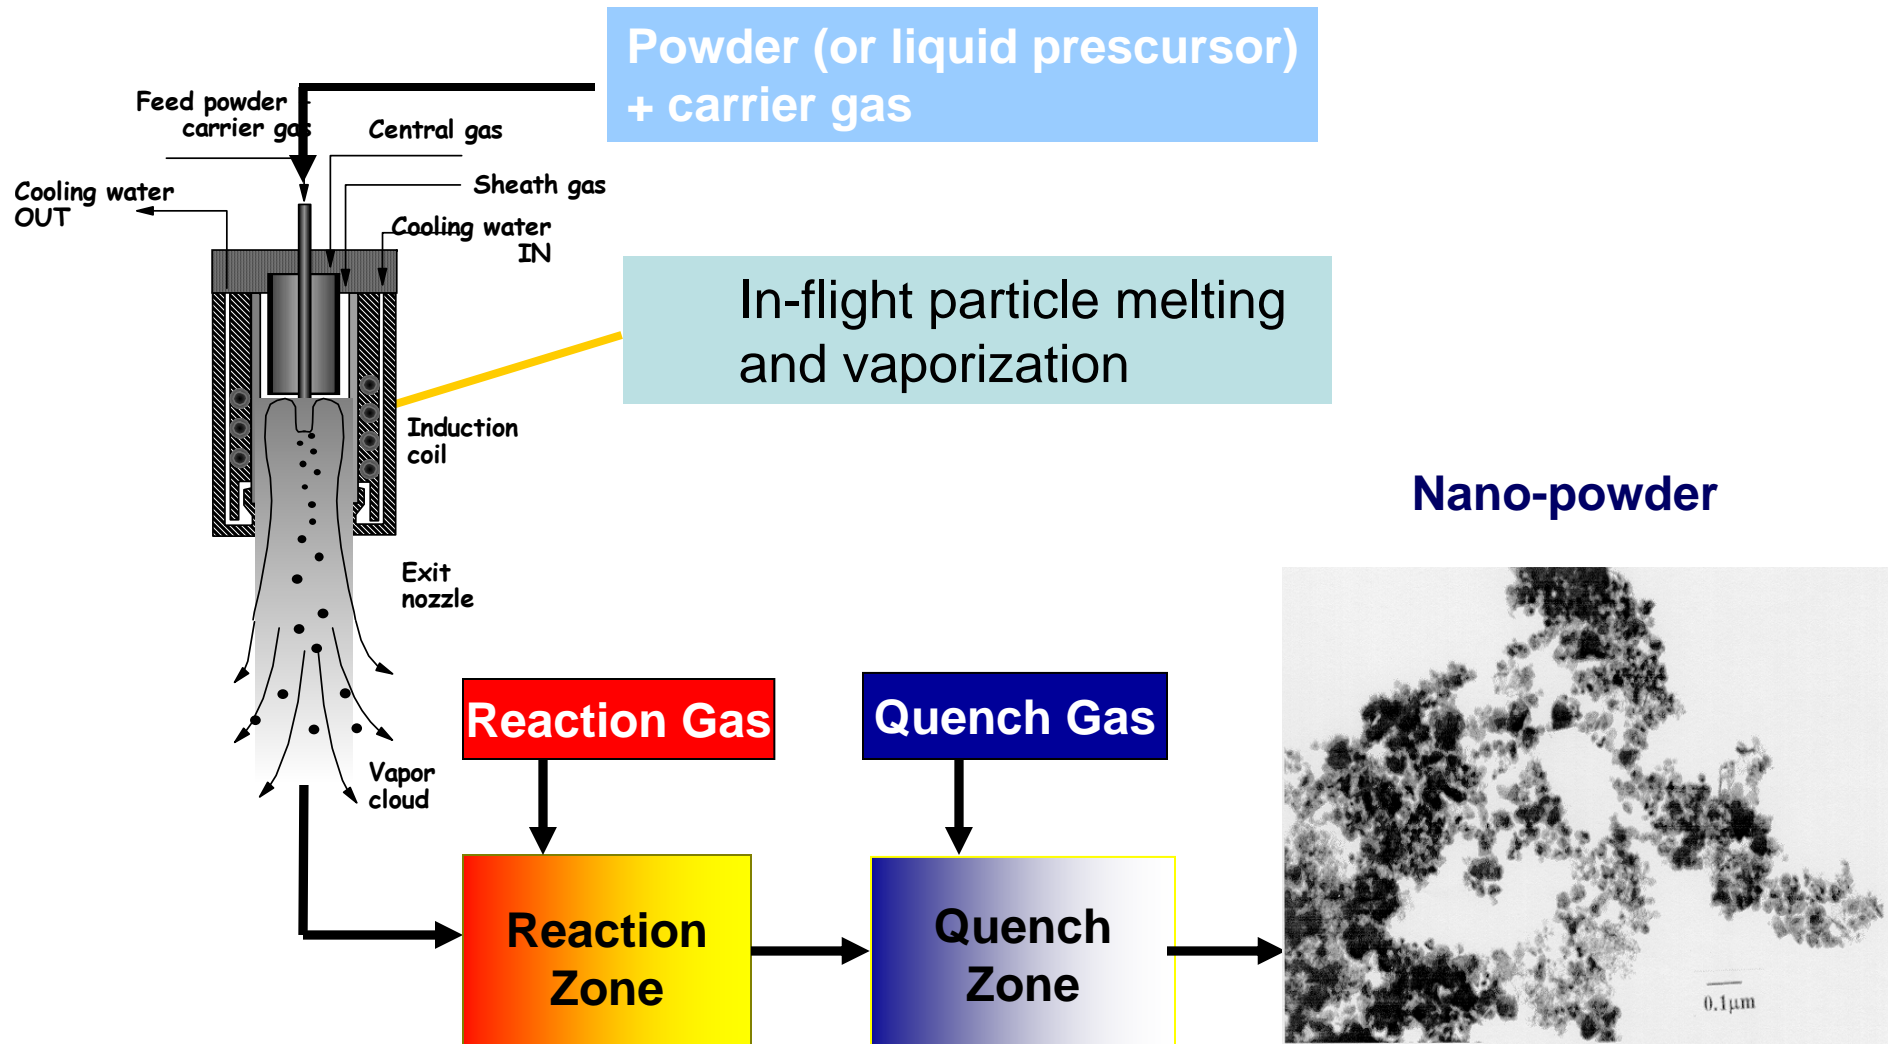 Powder (or liquid prescursor)
+ carrier gas
Feed powder +
carrier gas
Central gas
Cooling water
OUT
Sheath gas
Cooling water
IN
In-flight particle melting
and vaporization
Induction
coil
Nano-powder
Exit
nozzle
Reaction Gas
Quench Gas
Vapor
cloud
Reaction
Zone
Quench
Zone
0.1µm